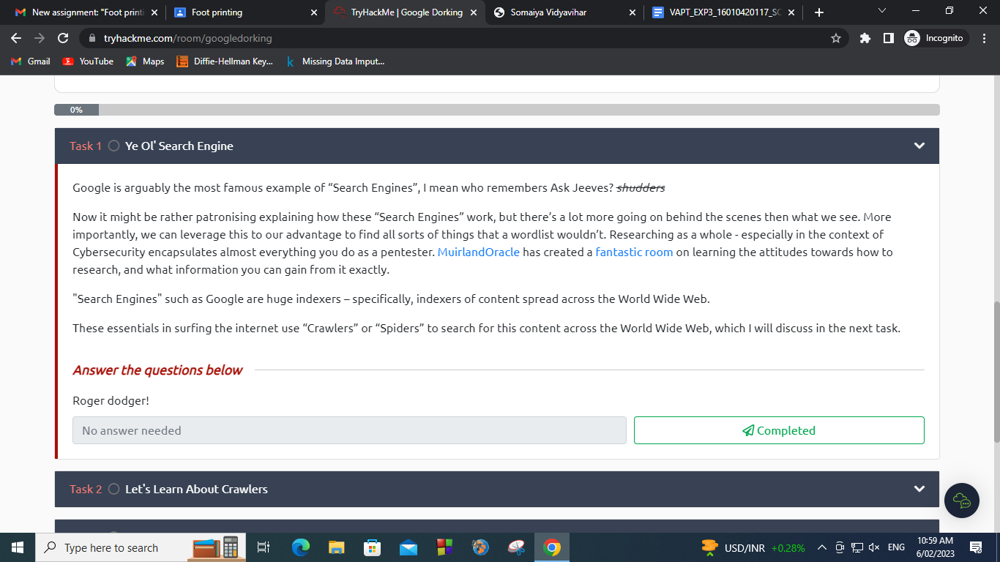 New assignment: "Foot printi
Foot printing
TryHackMe | Google Dorking
Somaiya Vidyavihar
VAPT_EXP3_16010420117_SC
tryhackme.com/room/googledorking
Incognito
Gmail
YouTube
Maps
Diffie-Hellman Key...
Missing Data Imput...
0%
Task 1 Ye Ol' Search Engine
Google is arguably the most famous example of “Search Engines”, I mean who remembers Ask Jeeves? shudders
Now it might be rather patronising explaining how these “Search Engines” work, but there’s a lot more going on behind the scenes then what we see. More
importantly, we can leverage this to our advantage to find all sorts of things that a wordlist wouldn’t. Researching as a whole - especially in the context of
Cybersecurity encapsulates almost everything you do as a pentester. MuirlandOracle has created a fantastic room on learning the attitudes towards how to
research, and what information you can gain from it exactly.
"Search Engines" such as Google are huge indexers – specifically, indexers of content spread across the World Wide Web.
These essentials in surfing the internet use “Crawlers” or “Spiders” to search for this content across the World Wide Web, which I will discuss in the next task.
Answer the questions below
Roger dodger!
No answer needed
Completed
Task 2 Let's Learn About Crawlers
Type here to search
USD/INR +0.28%
ENG
10:59 AM
6/02/2023